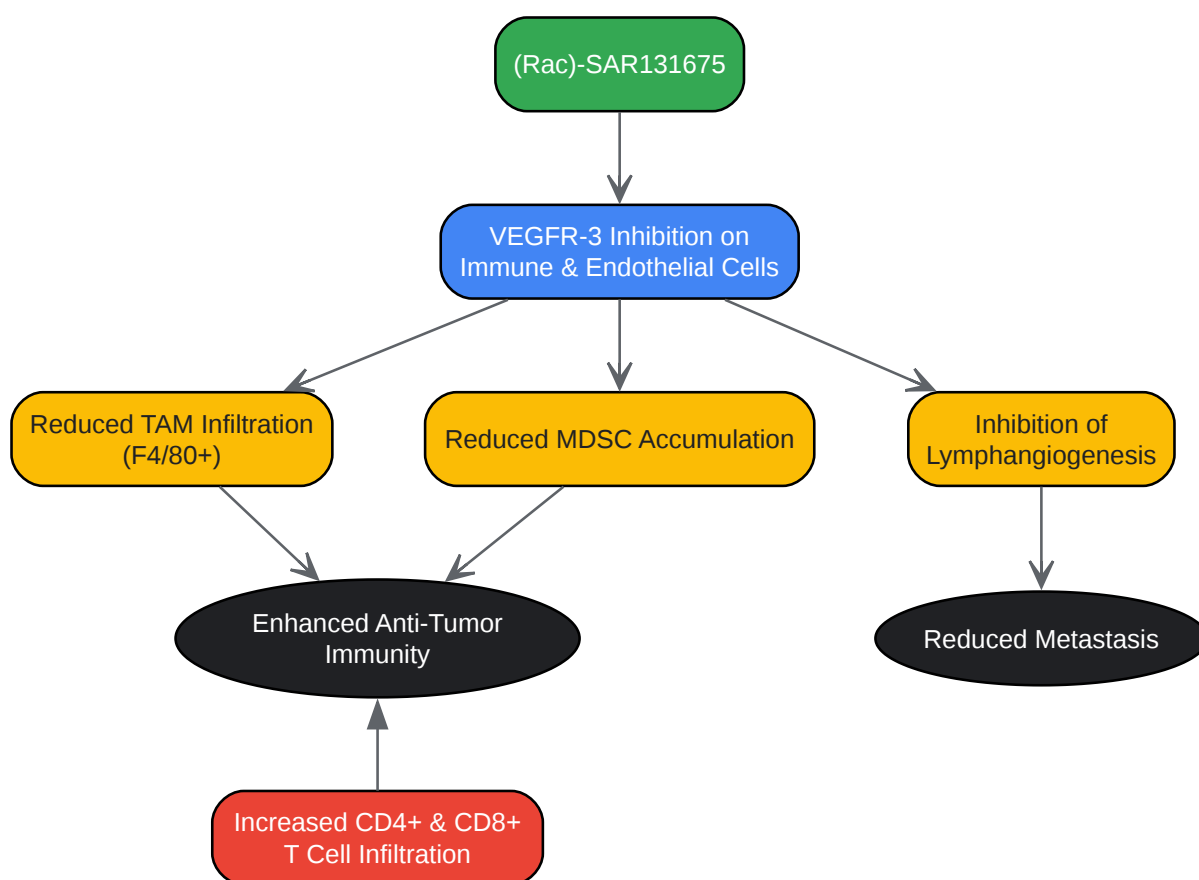 (Rac)-SAR131675
VEGFR-3 Inhibition on
Immune & Endothelial Cells
Reduced TAM Infiltration
(F4/80+)
Reduced MDSC Accumulation
Inhibition of
Lymphangiogenesis
Enhanced Anti-Tumor
Immunity
Reduced Metastasis
Increased CD4+ & CD8+
T Cell Infiltration